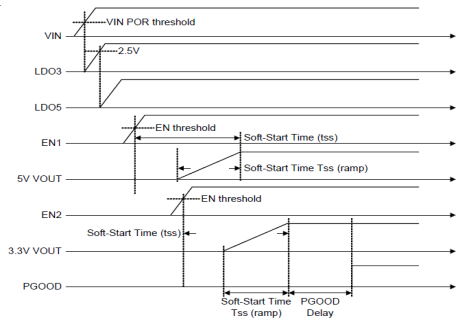 VIN POR threshold
VIN
2.5V
LDO3
LDO5
EN threshold
EN1
Soft-Start Time (tss)
Soft-Start Time Tss (ramp)
5V VOUT
EN threshold
EN2
Soft-Start Time (tss)
3.3V VOUT
PGOOD
Soft-Start Time
Tss (ramp)
PGOOD
Delay